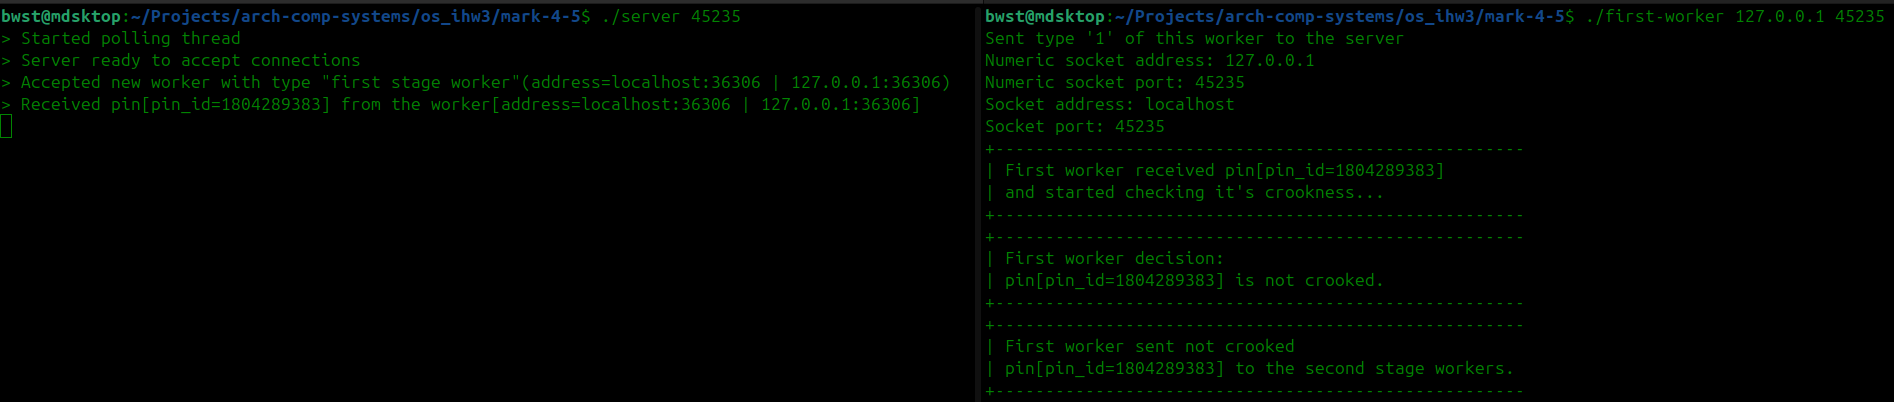 bwst@mdsktop:~/Projects/arch-comp-systems/os_ihw3/mark-4-5$ ./server 45235
> Started polling thread
> Server ready to accept connections
> Accepted new worker with type "first stage worker"(address=localhost:36306 | 127.0.0.1:36306)
> Received pin[pin_id=1804289383] from the worker[address=localhost:36306 | 127.0.0.1:36306]
bwst@mdsktop:~/Projects/arch-comp-systems/os_ihw3/mark-4-5$ ./first-worker 127.0.0.1 45235
Sent type '1' of this worker to the server
Numeric socket address: 127.0.0.1
Numeric socket port: 45235
Socket address: localhost
Socket port: 45235
+-----------------------------------------------------
| First worker received pin[pin_id=1804289383]
| and started checking it's crookness...
+-----------------------------------------------------
+-----------------------------------------------------
| First worker decision:
| pin[pin_id=1804289383] is not crooked.
+-----------------------------------------------------
+-----------------------------------------------------
| First worker sent not crooked
| pin[pin_id=1804289383] to the second stage workers.
+-----------------------------------------------------